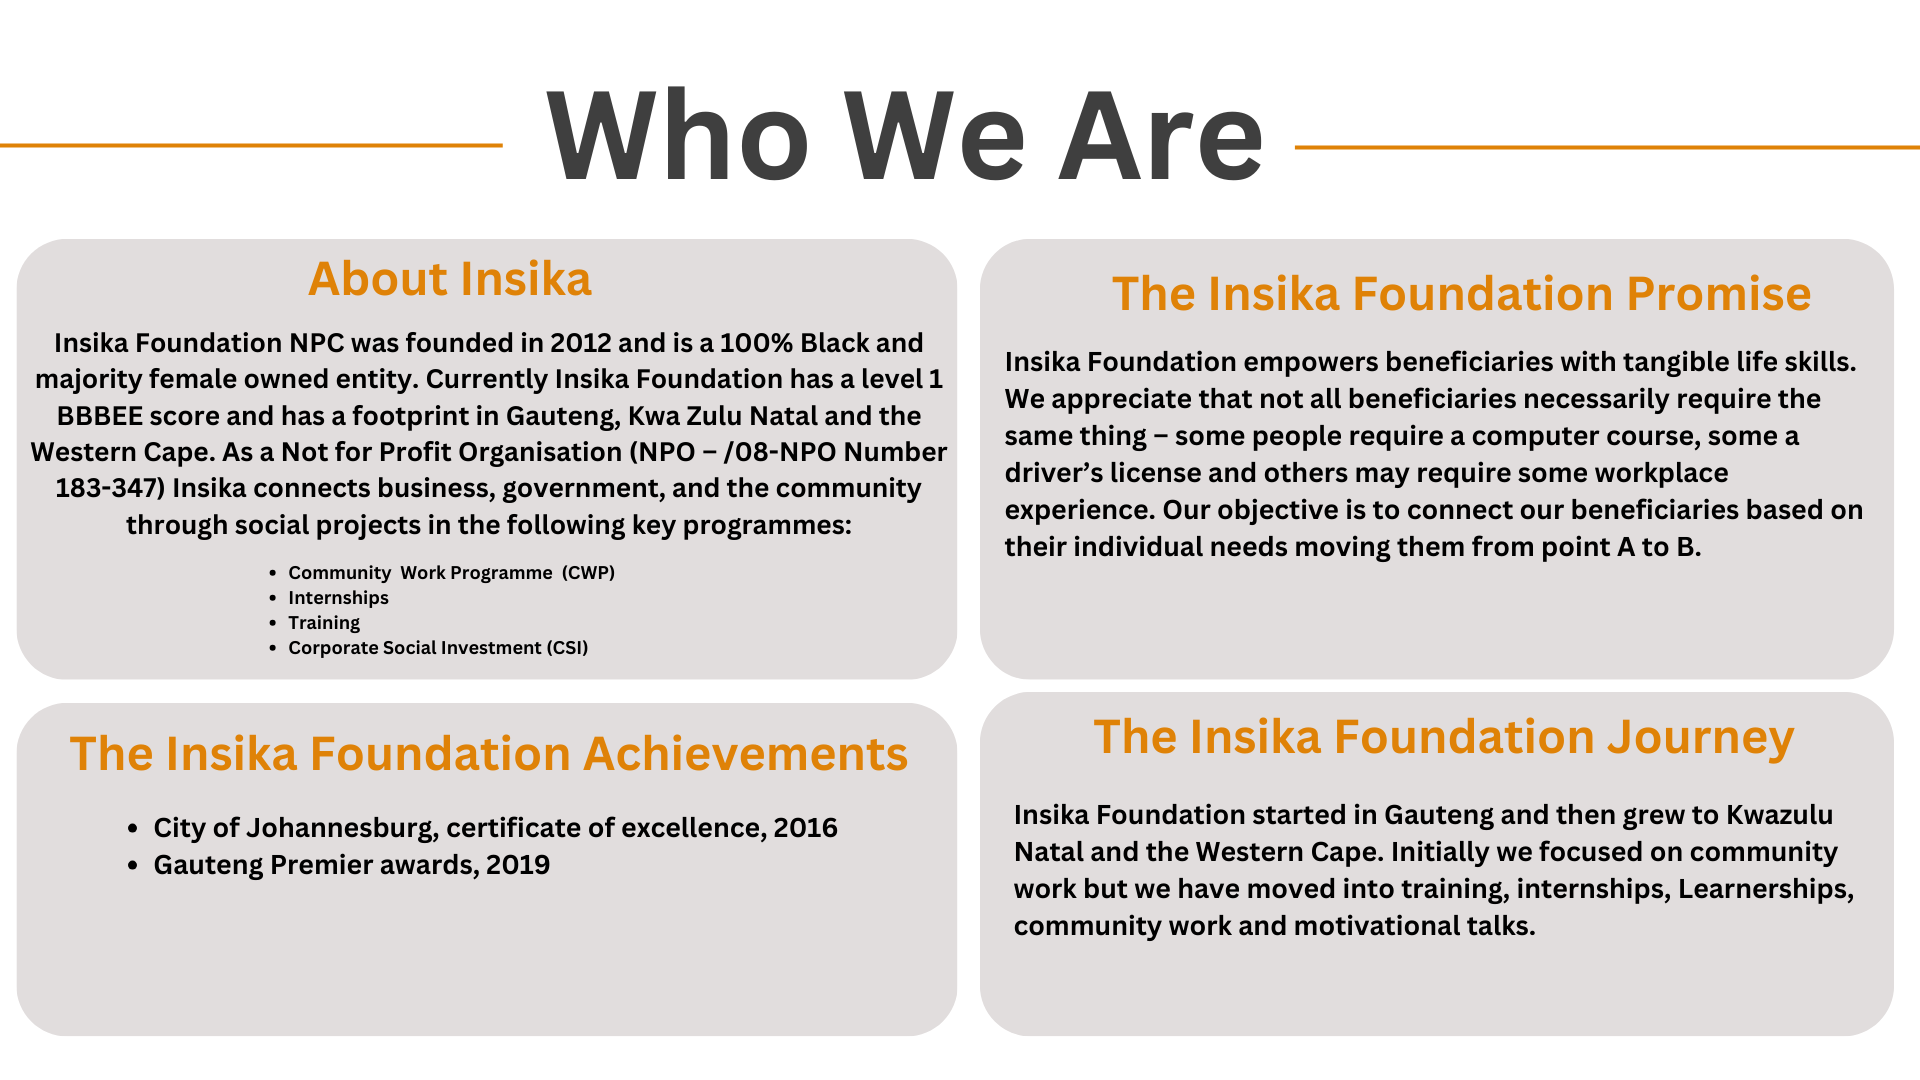 Who We Are
About Insika
Insika Foundation NPC was founded in 2012 and is a 100% Black and
majority female owned entity. Currently Insika Foundation has a level 1
BBBEE score and has a footprint in Gauteng, Kwa Zulu Natal and the
Western Cape. As a Not for Profit Organisation (NPO – /08-NPO Number
183-347) Insika connects business, government, and the community
through social projects in the following key programmes:
• Community  Work Programme  (CWP)
• Internships
• Training
• Corporate Social Investment (CSI)
The Insika Foundation Promise
Insika Foundation empowers beneficiaries with tangible life skills.
We appreciate that not all beneficiaries necessarily require the
same thing – some people require a computer course, some a
driver’s license and others may require some workplace
experience. Our objective is to connect our beneficiaries based on
their individual needs moving them from point A to B.
The Insika Foundation Achievements
• City of Johannesburg, certificate of excellence, 2016
• Gauteng Premier awards, 2019
The Insika Foundation Journey
Insika Foundation started in Gauteng and then grew to Kwazulu
Natal and the Western Cape. Initially we focused on community
work but we have moved into training, internships, Learnerships,
community work and motivational talks.